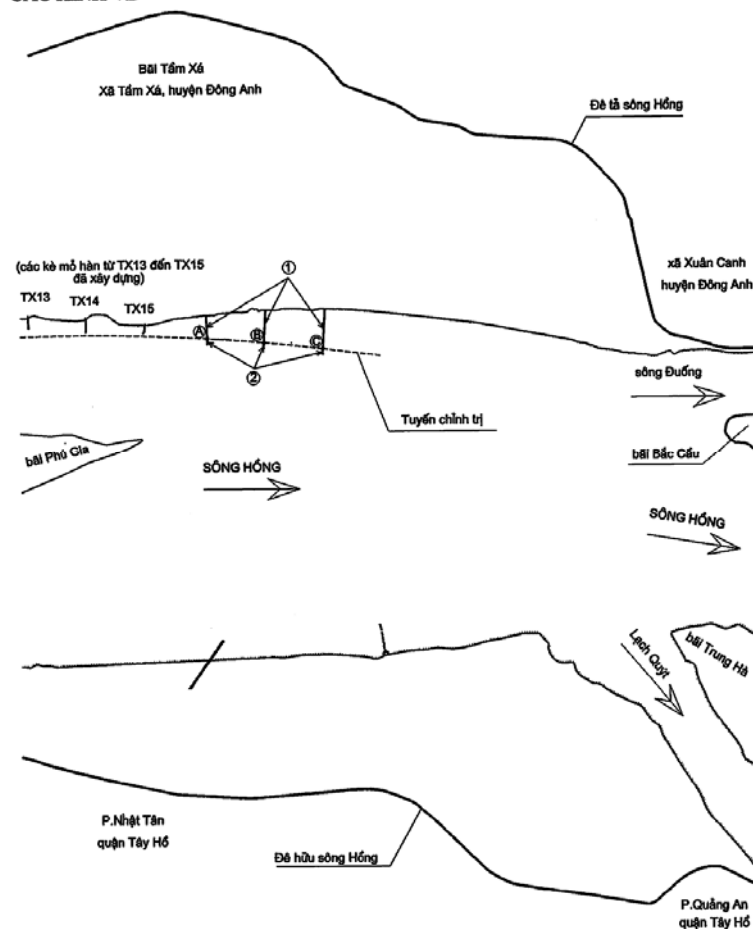 Bãi Tầm Xá
Xã Tầm Xá, huyện Đông Anh
Đê tả sông Hồng
(các kè mỏ hàn từ TX13 đến TX15
đã xây dựng)
xã Xuân Canh
huyện Đông Anh
TX13
TX14
TX15
1
A
B
C
2
sông Đuống
Tuyến chỉnh trị
bãi Phú Gia
bãi Bắc Cầu
SÔNG HỒNG
SÔNG HỒNG
Lạch Quýt
bãi Trung Hà
P.Nhật Tân
quận Tây Hồ
Đê hữu sông Hồng
P.Quảng An
quận Tây Hồ